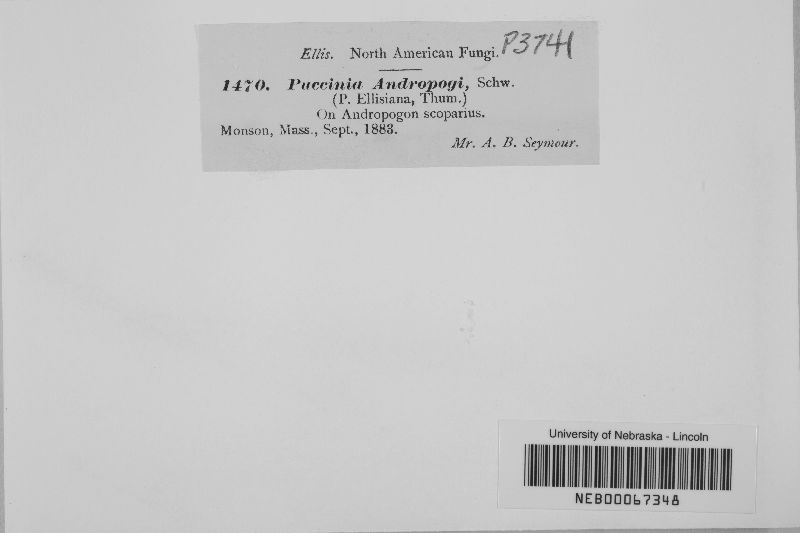 Ellis. North American Fungi. P3741
1470. Puccinia Andropogi, Schw.
(P. Ellisiana, Thum.)
On Andropogon scoparius.
Monson, Mass., Sept., 1883.
Mr. A. B. Seymour.
University of Nebraska - Lincoln
NEB00067348